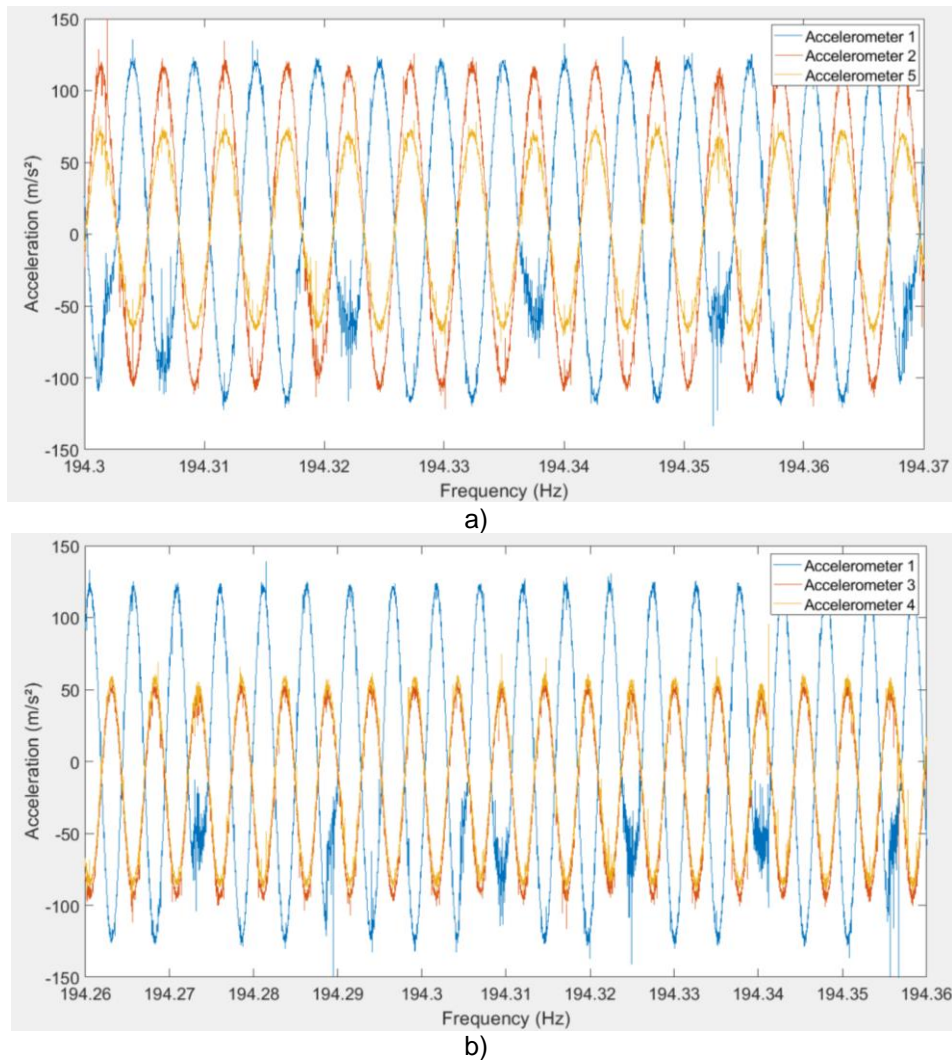 150
100
50
0
-50
-100
-150
Acceleration (m/s²)
Accelerometer 1
Accelerometer 2
Accelerometer 5
194.3 194.31 194.32 194.33 194.34 194.35 194.36 194.37
Frequency (Hz)
a)
150
100
50
0
-50
-100
-150
Acceleration (m/s²)
Accelerometer 1
Accelerometer 3
Accelerometer 4
194.26 194.27 194.28 194.29 194.3 194.31 194.32 194.33 194.34 194.35 194.36
Frequency (Hz)
b)